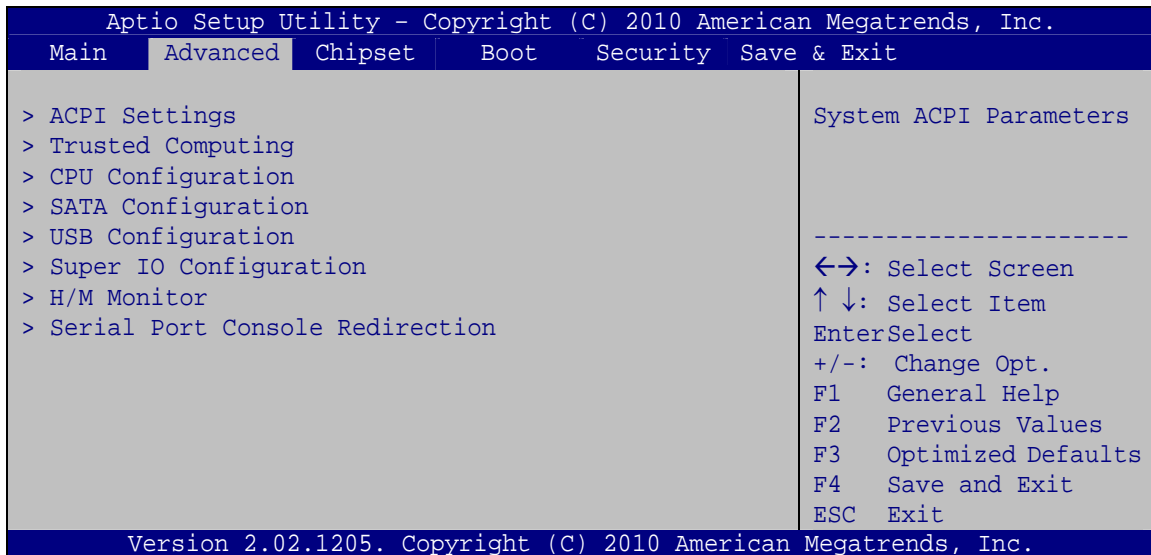 Aptio Setup Utility – Copyright (C) 2010 American Megatrends, Inc.
Main Advanced Chipset Boot Security Save & Exit
> ACPI Settings
> Trusted Computing
> CPU Configuration
> SATA Configuration
> USB Configuration
> Super IO Configuration
> H/M Monitor
> Serial Port Console Redirection
System ACPI Parameters
----------------------
←→: Select Screen
↑ ↓: Select Item
EnterSelect
+/-: Change Opt.
F1 General Help
F2 Previous Values
F3 Optimized Defaults
F4 Save and Exit
ESC Exit
Version 2.02.1205. Copyright (C) 2010 American Megatrends, Inc.